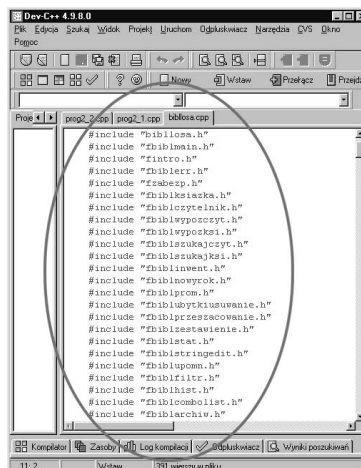 Dev-C++ 4.9.8.0
Plik Edycja Szukaj Widok Projekt Uruchom Odpluskwiacz Narzędzia CVS Okno
Pomoc
Nowy Wstaw Przełącz Przejdź
Proje prog2_2.cpp prog2_1.cpp bibllosa.cpp
#include "bibllosa.h"
#include "fbiblmain.h"
#include "fintro.h"
#include "fbiblerr.h"
#include "fzabezp.h"
#include "fbiblksiazka.h"
#include "fbiblczytelnik.h"
#include "fbiblwypozczyt.h"
#include "fbiblwypozksi.h"
#include "fbiblszukajczyt.h"
#include "fbiblszukajksi.h"
#include "fbiblinwent.h"
#include "fbiblnowyrok.h"
#include "fbiblprom.h"
#include "fbiblubytkiusuwanie.h"
#include "fbiblprzeszacowanie.h"
#include "fbiblzestawienie.h"
#include "fbiblstat.h"
#include "fbiblstringedit.h"
#include "fbiblupomn.h"
#include "fbiblfiltr.h"
#include "fbiblhist.h"
#include "fbiblcombolist.h"
#include "fbiblarchiw.h"
Kompilator Zasoby Log kompilacji Odpluskwiacz Wyniki poszukiwań
11: 2 Wstaw 391 wierszy w pliku